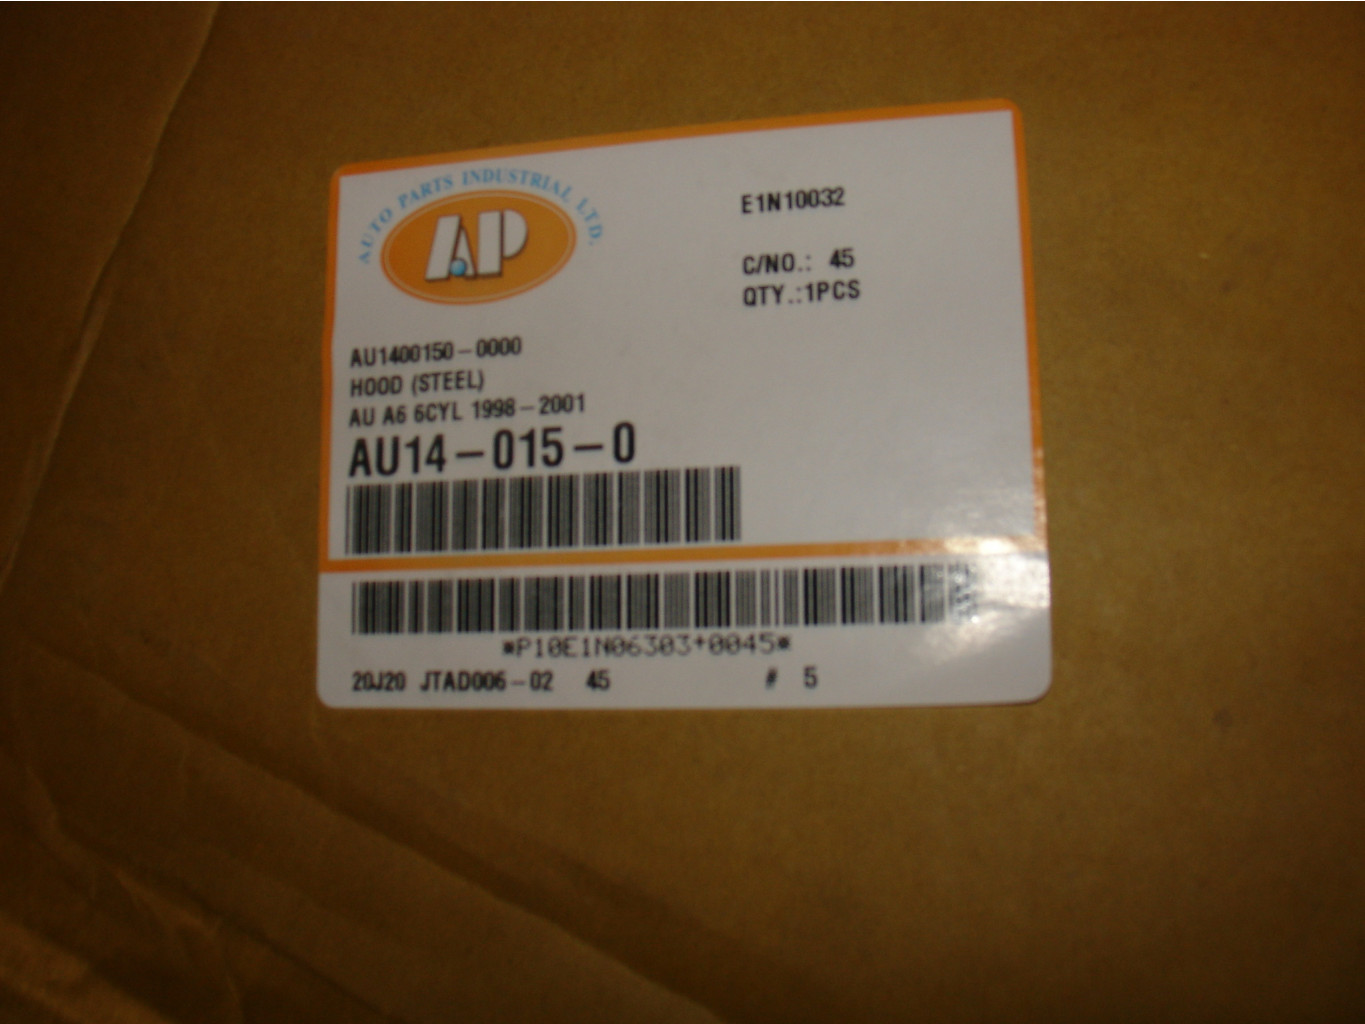 AUTO PARTS INDUSTRIAL LTD.
AP
E1N10032
C/NO.: 45
QTY.:1PCS
AU1400150-0000
HOOD (STEEL)
AU A6 6CYL 1998-2001
AU14-015-0
*P10E1N06303+0045*
20J20 JTAD006-02 45 # 5